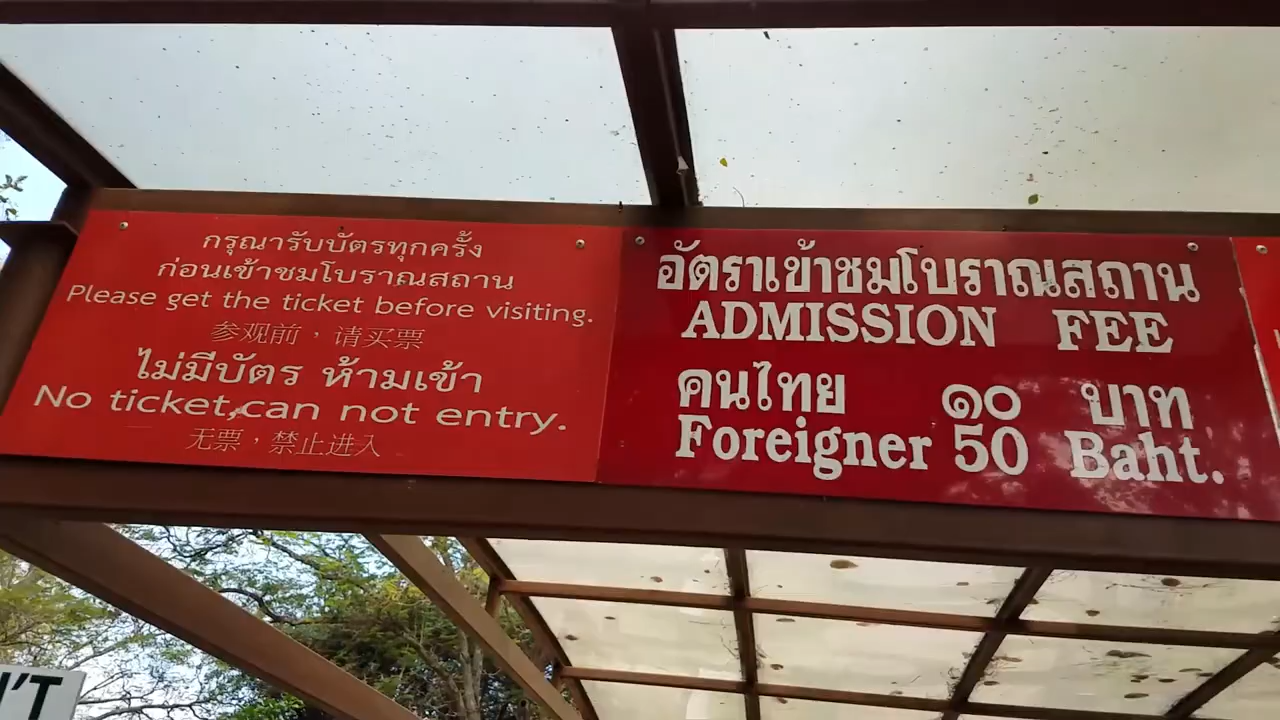 กรุณารับบัตรทุกครั้ง
ก่อนเข้าชมโบราณสถาน
Please get the ticket before visiting.
参观前，请买票
ไม่มีบัตร ห้ามเข้า
No ticket,can not entry.
无票，禁止进入
อัตราเข้าชมโบราณสถาน
ADMISSION FEE
คนไทย ๑๐ บาท
Foreigner 50 Baht.